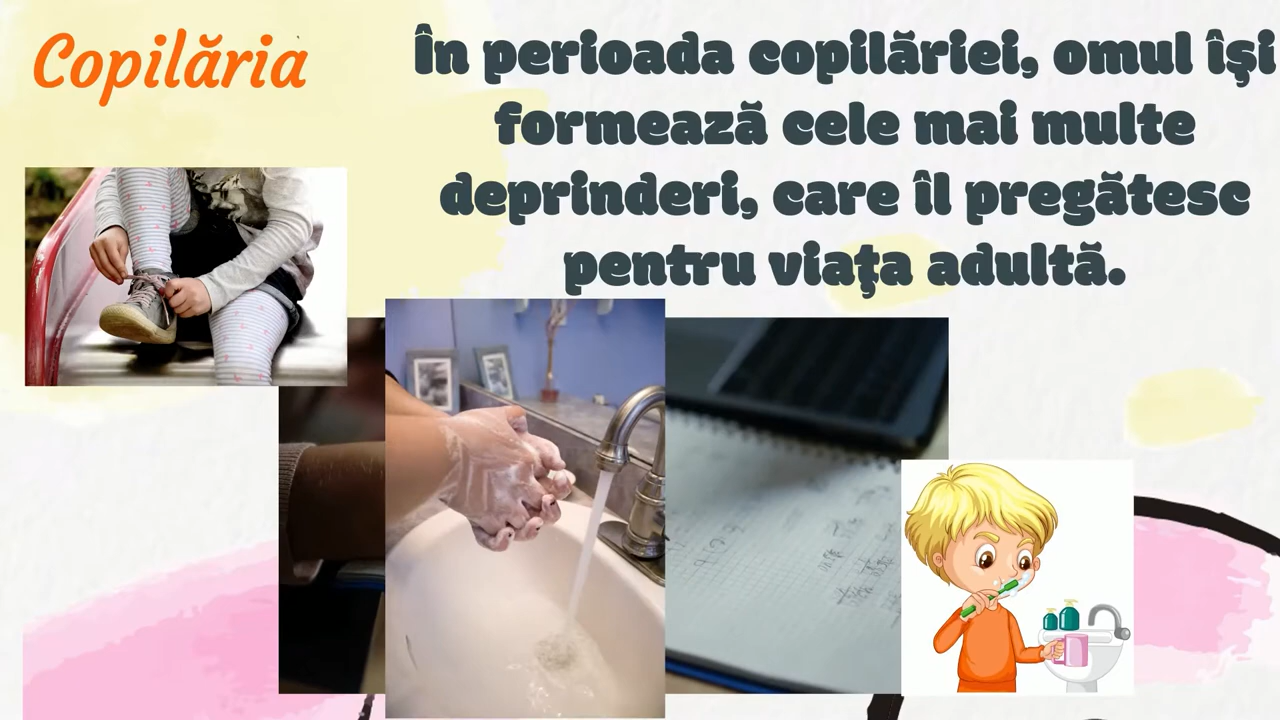 Copilăria
În perioada copilăriei, omul își
formează cele mai multe
deprinderi, care îl pregătesc
pentru viața adultă.